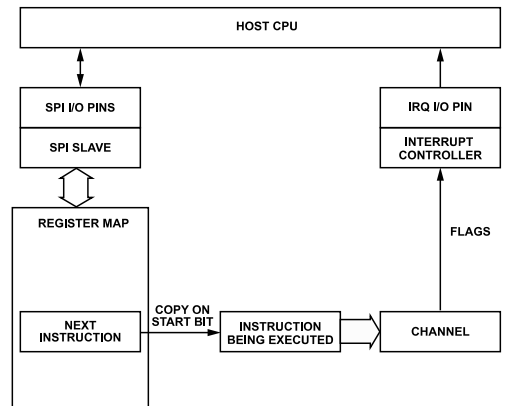 HOST CPU
SPI I/O PINS
SPI SLAVE
IRQ I/O PIN
INTERRUPT
CONTROLLER
REGISTER MAP
FLAGS
NEXT
INSTRUCTION
COPY ON
START BIT
INSTRUCTION
BEING EXECUTED
CHANNEL